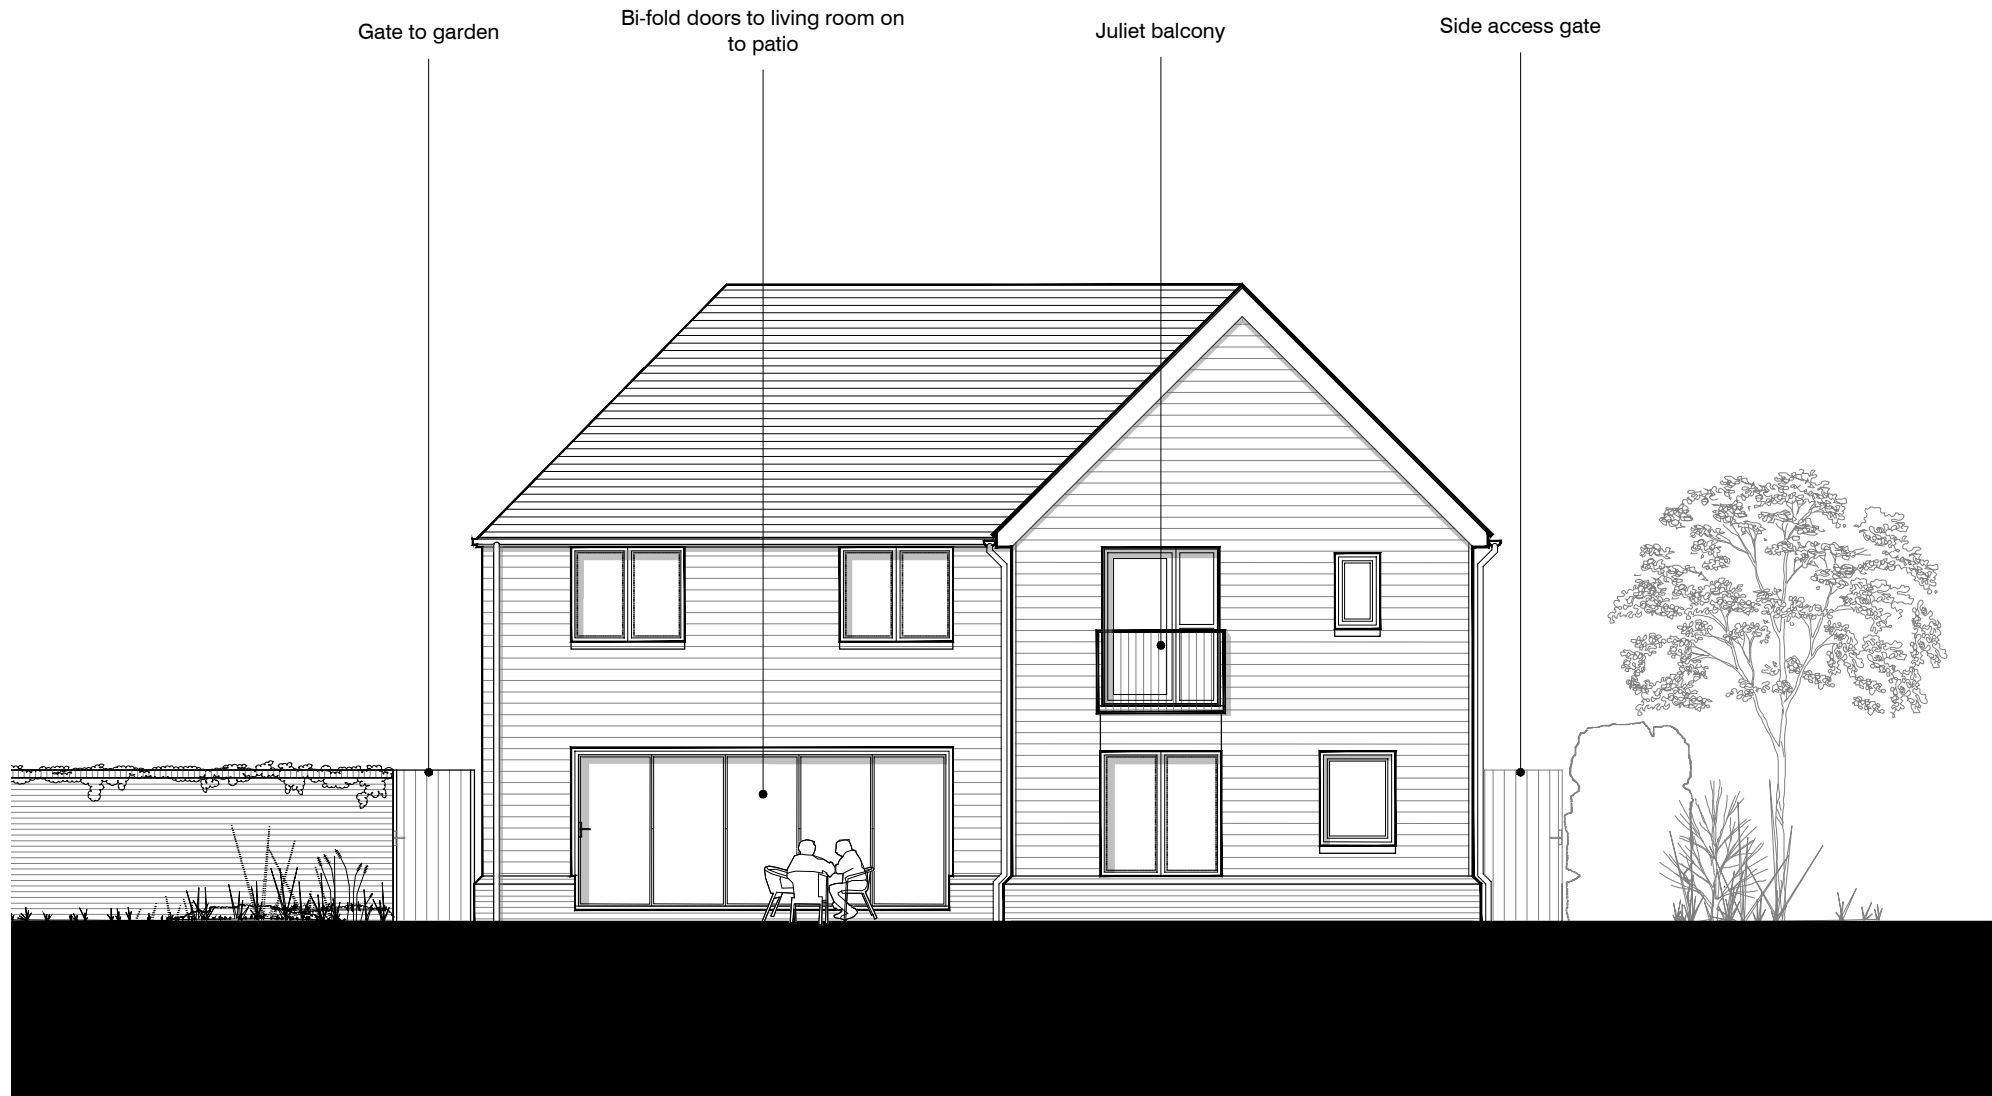 Gate to garden
Bi-fold doors to living room on
to patio
Juliet balcony
Side access gate